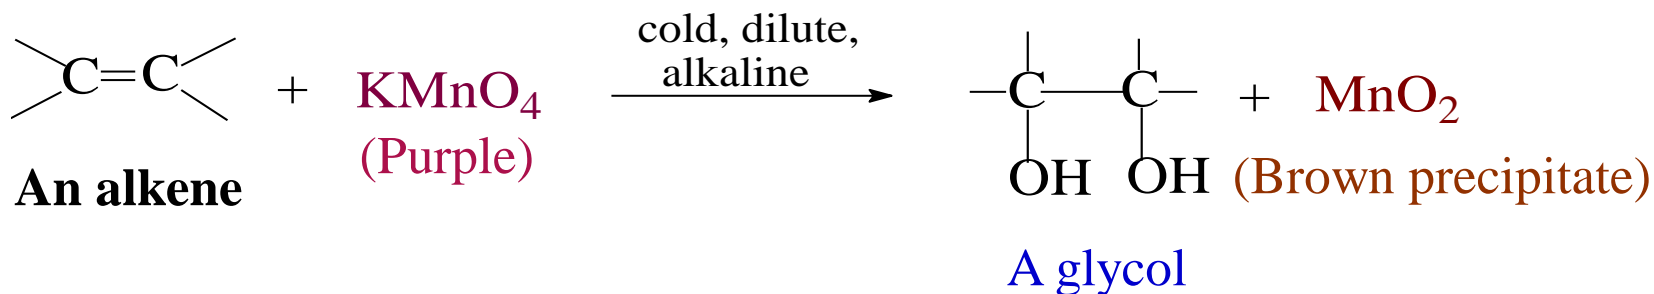 cold, dilute,
alkaline
C=C + KMnO4 C C + MnO2
(Purple)
OH OH (Brown precipitate)
An alkene
A glycol